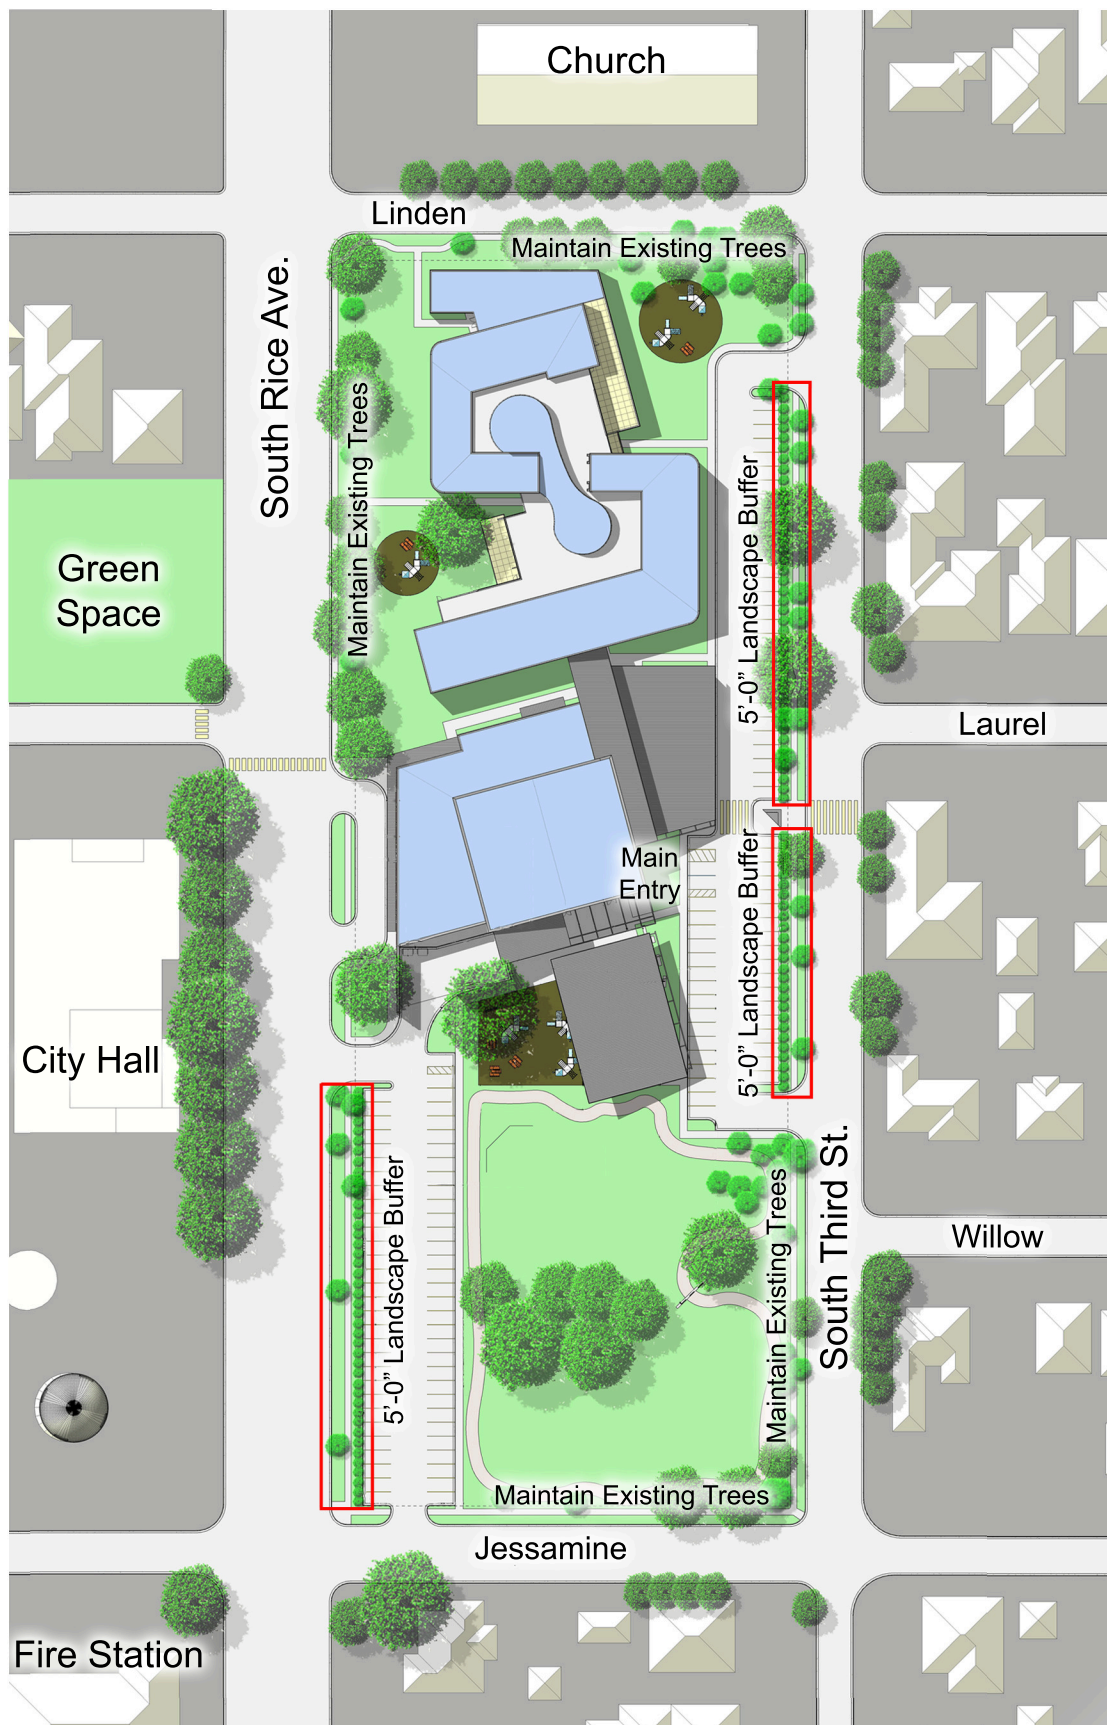 Church
Linden
Maintain Existing Trees
South Rice Ave.
Maintain Existing Trees
5'-0" Landscape Buffer
Green
Space
Laurel
Main
Entry
5'-0" Landscape Buffer
City Hall
5'-0" Landscape Buffer
South Third St.
Maintain Existing Trees
Willow
Maintain Existing Trees
Jessamine
Fire Station